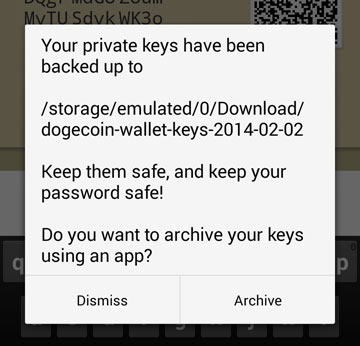 MyTU Sdyk WK3o
Your private keys have been
backed up to
/storage/emulated/0/Download/
dogecoin-wallet-keys-2014-02-02
Keep them safe, and keep your
password safe!
Do you want to archive your keys
using an app?
q
p
Dismiss
Archive